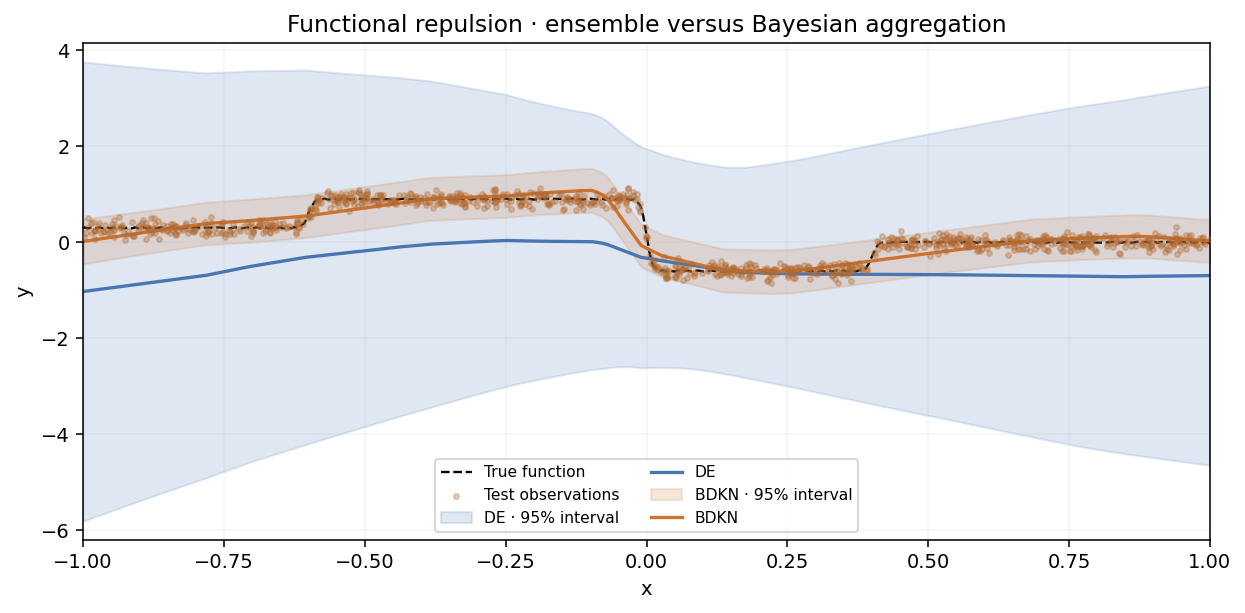 Functional repulsion · ensemble versus Bayesian aggregation
y
4
2
0
−2
−4
−6
True function
Test observations
DE · 95% interval
DE
BDKN · 95% interval
BDKN
−1.00 −0.75 −0.50 −0.25 0.00 0.25 0.50 0.75 1.00
x